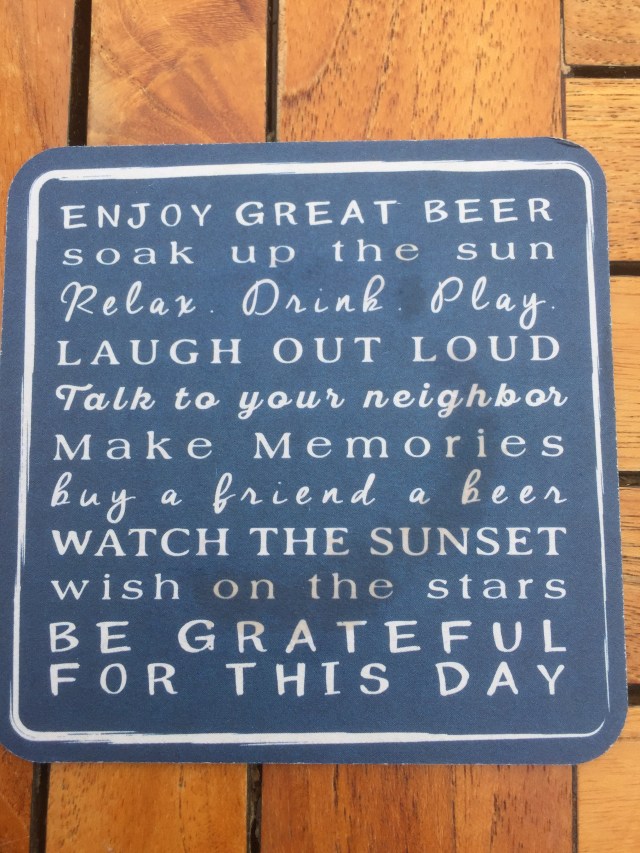 ENJOY GREAT BEER
soak up the sun
Relax. Drink. Play.
LAUGH OUT LOUD
Talk to your neighbor
Make Memories
buy a friend a beer
WATCH THE SUNSET
wish on the stars
BE GRATEFUL
FOR THIS DAY